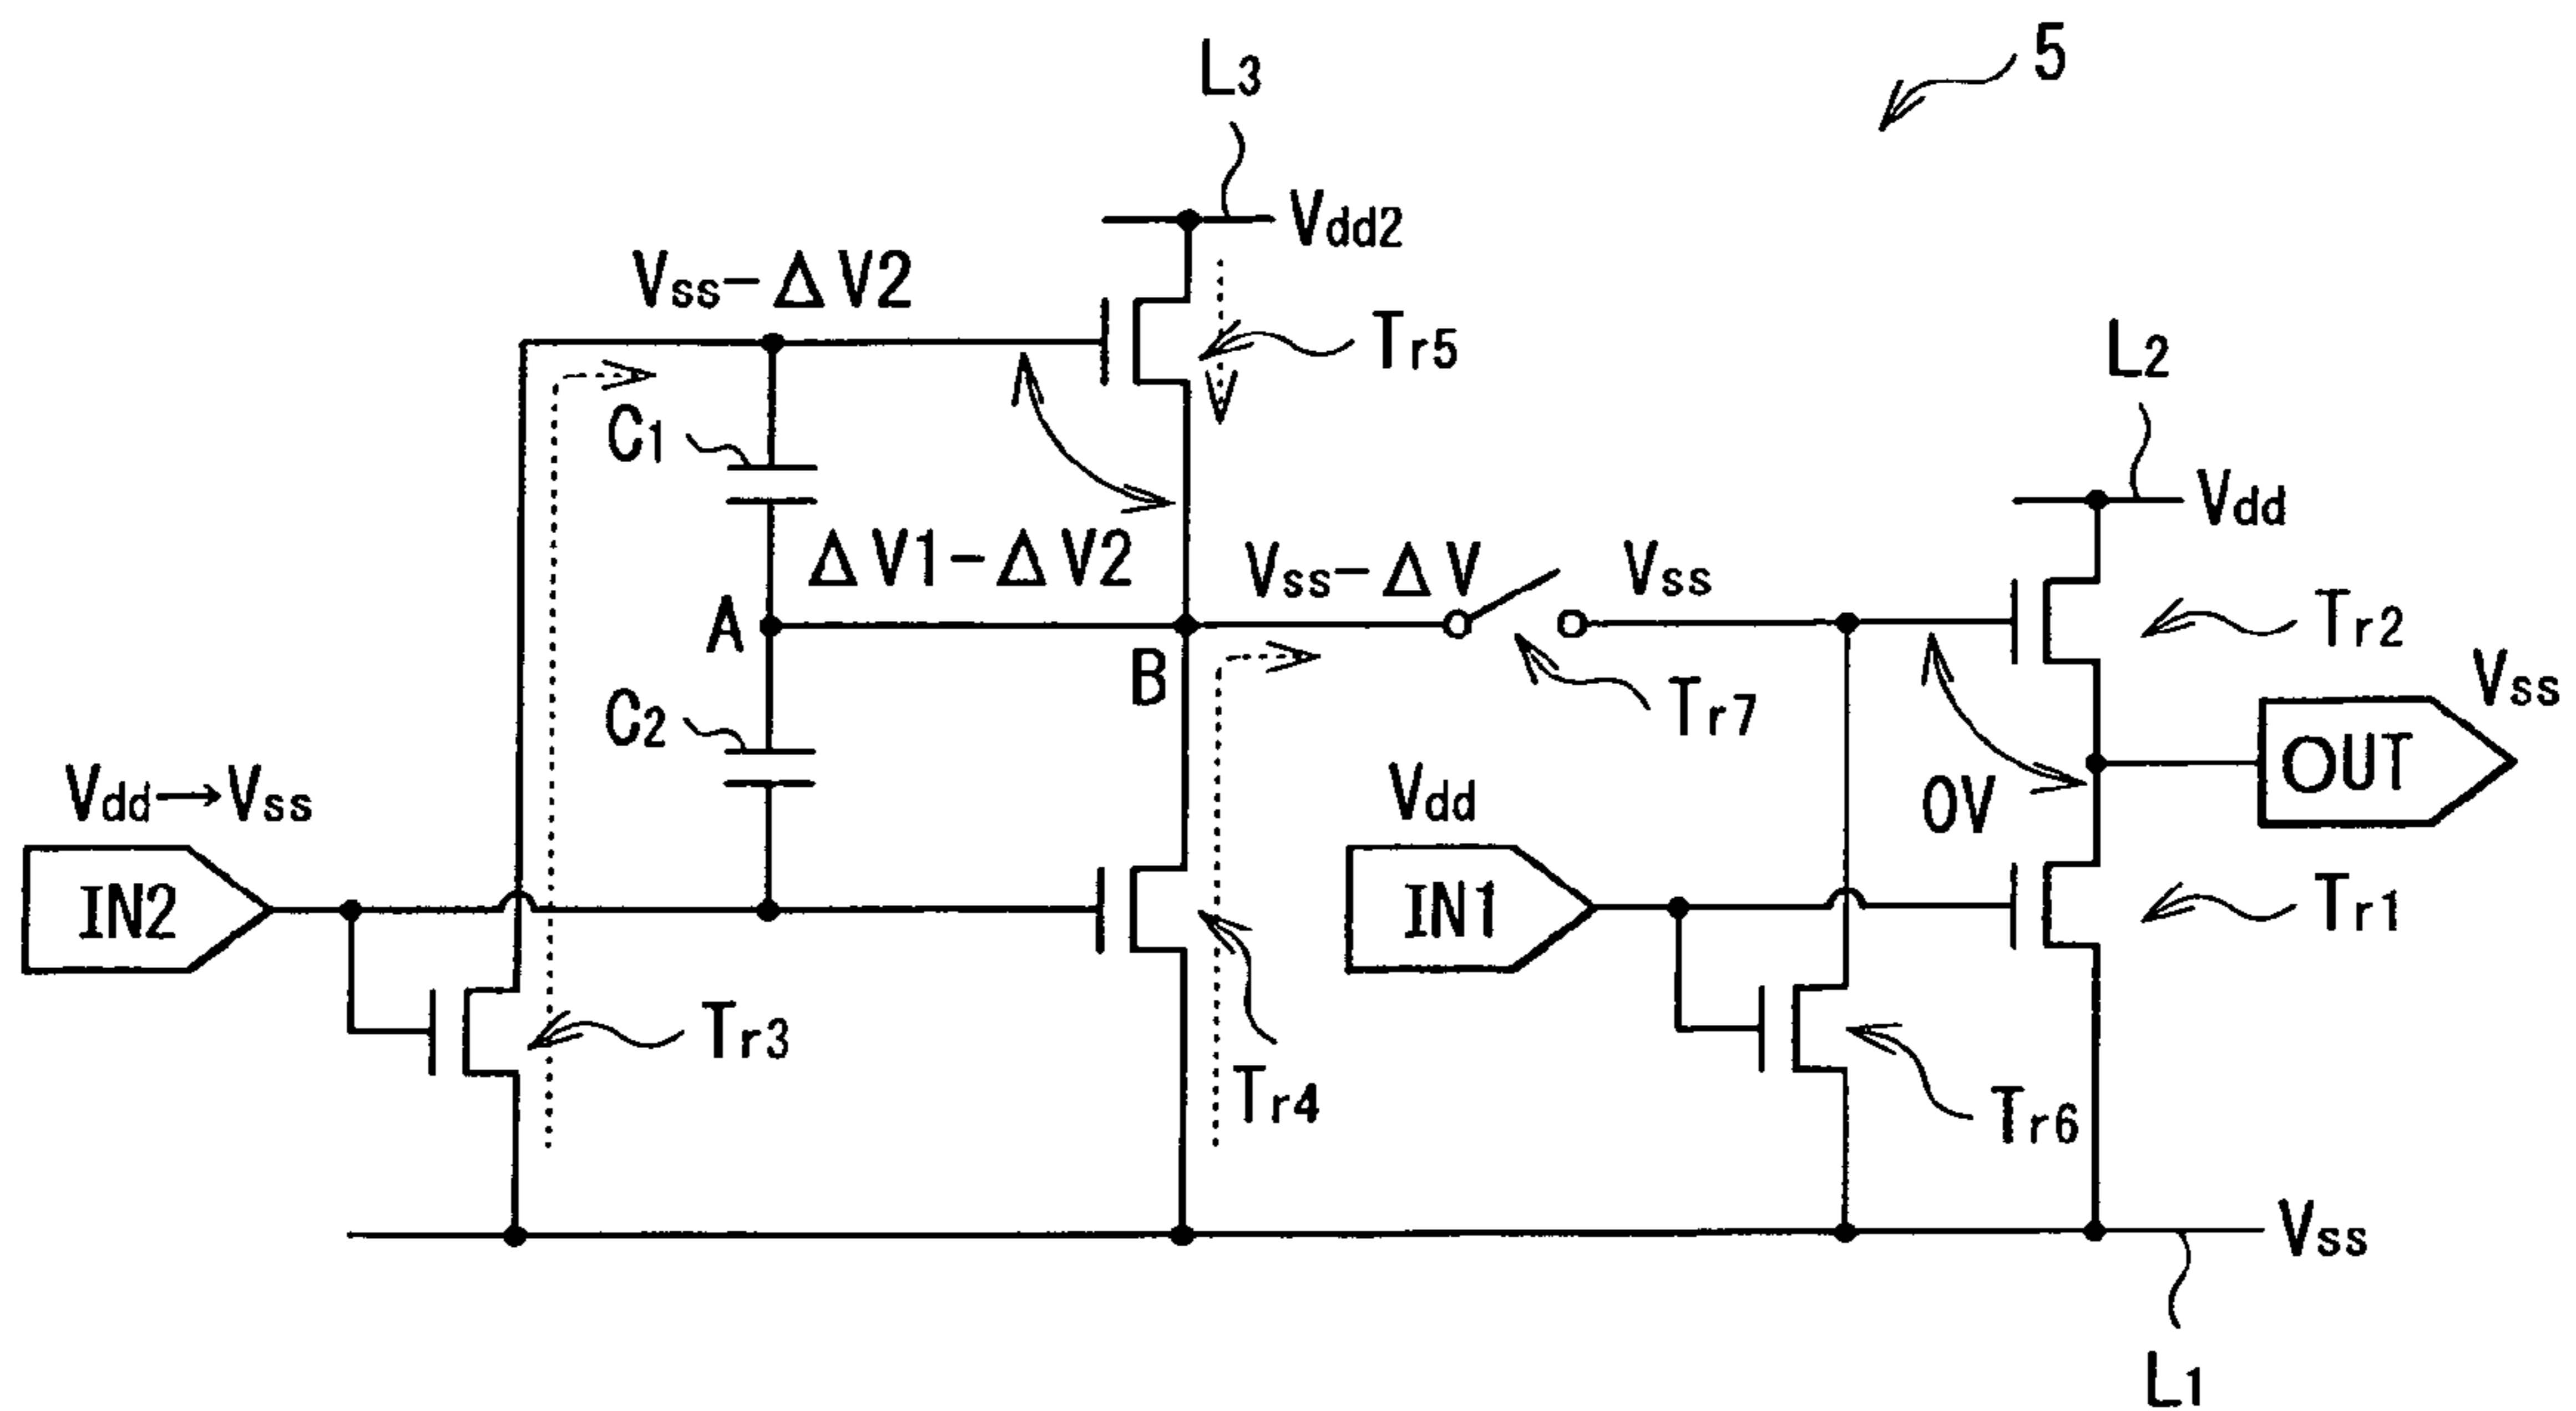 5
L3
Vdd2
Vss−ΔV2
Tr5
L2
C1
Vdd
ΔV1−ΔV2
Vss−ΔV
Vss
A
Tr2
B
Vss
C2
Tr7
OUT
Vdd→Vss
Vdd
0V
IN2
IN1
Tr1
Tr3
Tr4
Tr6
Vss
L1